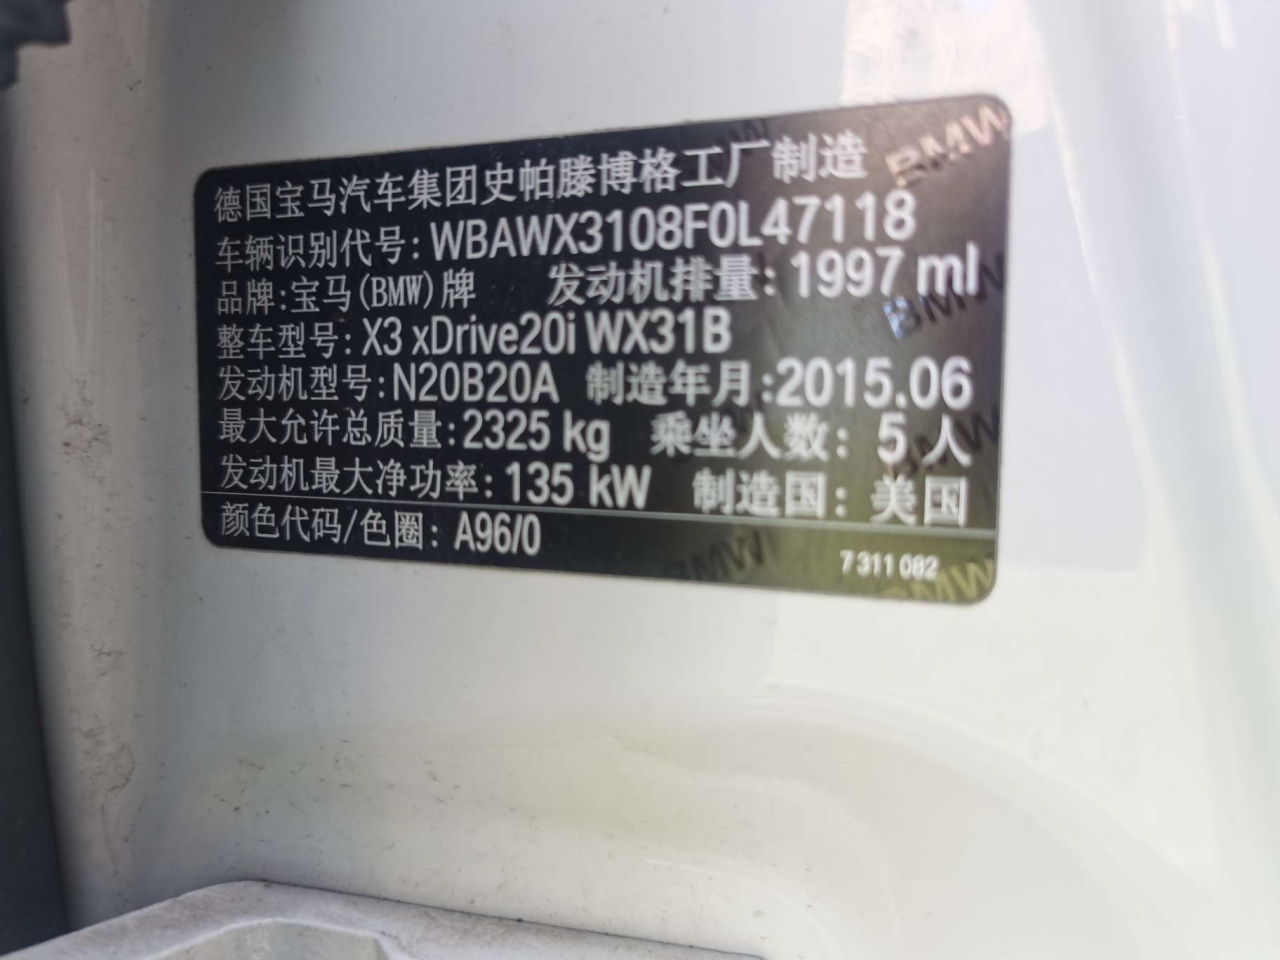 德国宝马汽车集团史帕滕博格工厂制造
车辆识别代号: WBAWX3108F0L47118
品牌:宝马(BMW)牌 发动机排量: 1997 ml
整车型号: X3 xDrive20i WX31B
发动机型号: N20B20A 制造年月:2015.06
最大允许总质量: 2325 kg 乘坐人数: 5 人
发动机最大净功率: 135 kW 制造国: 美国
颜色代码/色圈: A96/0
7 311 082
BMW
BMW
BMW
BMW
BMW